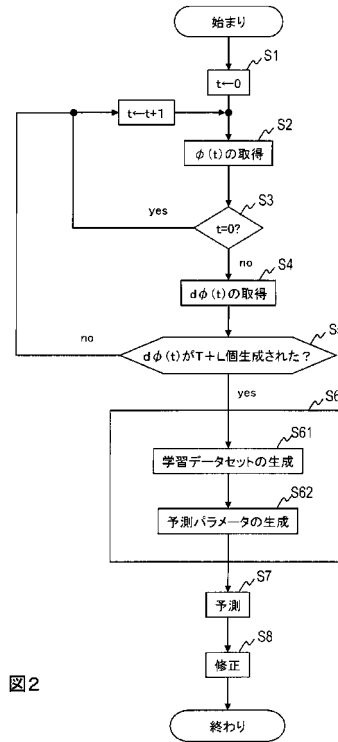 始まり
S1
t←0
t←t+1
S2
φ(t)の取得
S3
yes
t=0?
no
S4
dφ(t)の取得
S5
no
dφ(t)がT+L個生成された?
yes
S6
S61
学習データセットの生成
S62
予測パラメータの生成
S7
予測
S8
修正
図2
終わり